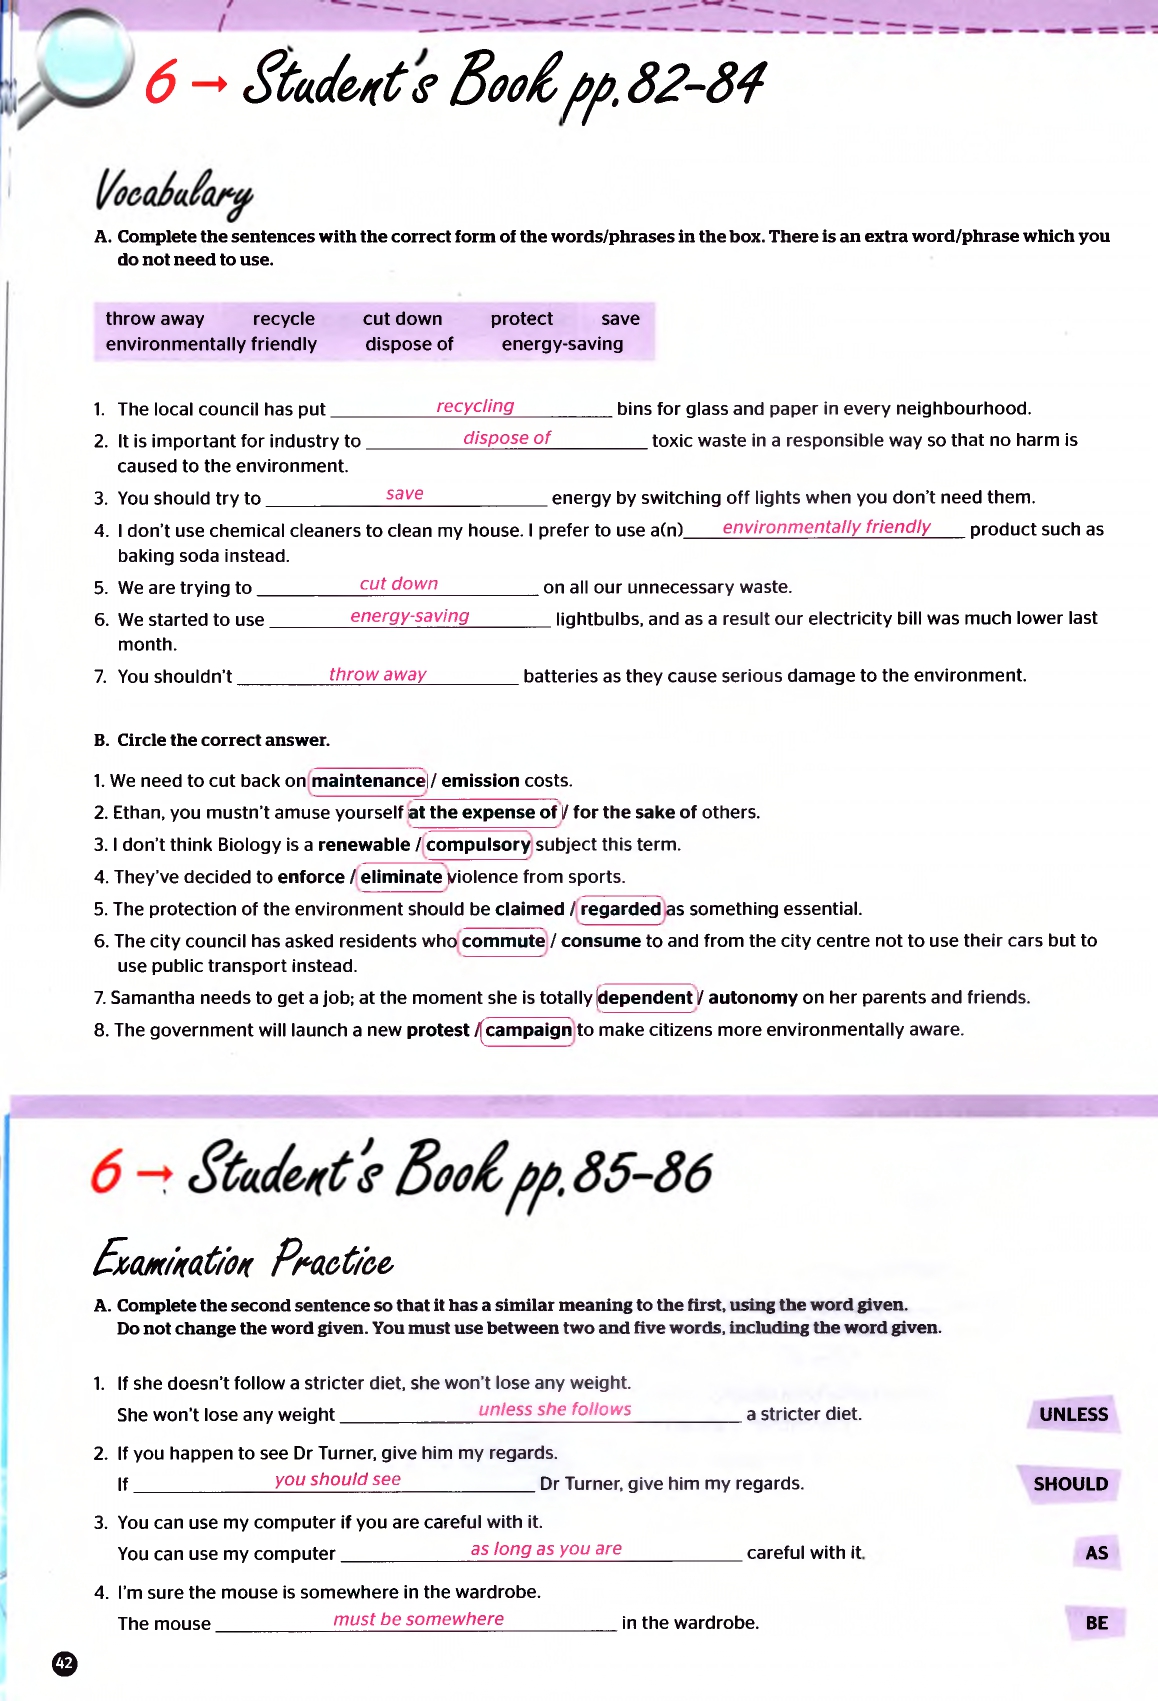 6 → Student's Book pp. 82-84
Vocabulary
A. Complete the sentences with the correct form of the words/phrases in the box. There is an extra word/phrase which you
do not need to use.
throw away recycle cut down protect save
environmentally friendly dispose of energy-saving
1. The local council has put recycling bins for glass and paper in every neighbourhood.
2. It is important for industry to dispose of toxic waste in a responsible way so that no harm is
caused to the environment.
3. You should try to save energy by switching off lights when you don't need them.
4. I don't use chemical cleaners to clean my house. I prefer to use a(n) environmentally friendly product such as
baking soda instead.
5. We are trying to cut down on all our unnecessary waste.
6. We started to use energy-saving lightbulbs, and as a result our electricity bill was much lower last
month.
7. You shouldn't throw away batteries as they cause serious damage to the environment.
B. Circle the correct answer.
1. We need to cut back on maintenance / emission costs.
2. Ethan, you mustn't amuse yourself at the expense of / for the sake of others.
3. I don't think Biology is a renewable / compulsory subject this term.
4. They've decided to enforce / eliminate violence from sports.
5. The protection of the environment should be claimed / regarded as something essential.
6. The city council has asked residents who commute / consume to and from the city centre not to use their cars but to
use public transport instead.
7. Samantha needs to get a job; at the moment she is totally dependent / autonomy on her parents and friends.
8. The government will launch a new protest / campaign to make citizens more environmentally aware.
6 → Student's Book pp. 85-86
Examination Practice
A. Complete the second sentence so that it has a similar meaning to the first, using the word given.
Do not change the word given. You must use between two and five words, including the word given.
1. If she doesn't follow a stricter diet, she won't lose any weight.
She won't lose any weight unless she follows a stricter diet. UNLESS
2. If you happen to see Dr Turner, give him my regards.
If you should see Dr Turner, give him my regards. SHOULD
3. You can use my computer if you are careful with it.
You can use my computer as long as you are careful with it. AS
4. I'm sure the mouse is somewhere in the wardrobe.
The mouse must be somewhere in the wardrobe. BE
42